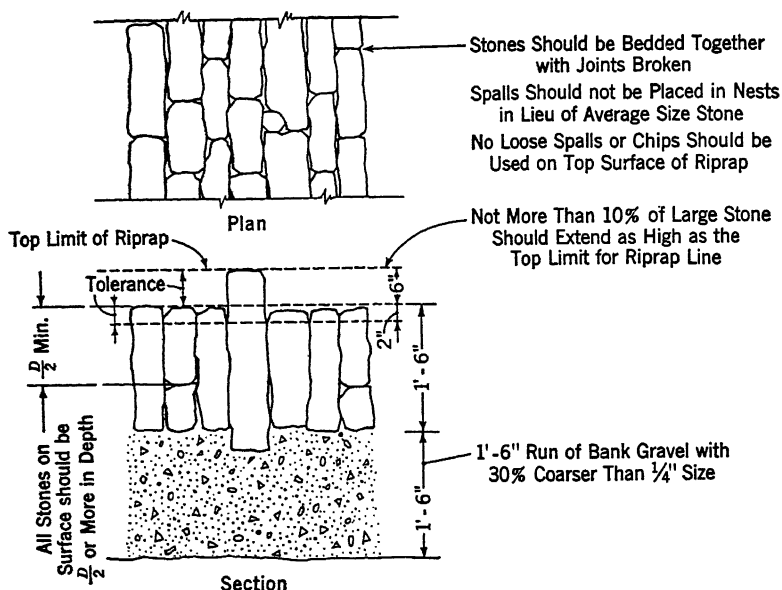 Stones Should be Bedded Together
with Joints Broken
Spalls Should not be Placed in Nests
in Lieu of Average Size Stone
No Loose Spalls or Chips Should be
Used on Top Surface of Riprap
Plan
Top Limit of Riprap
Not More Than 10% of Large Stone
Should Extend as High as the
Top Limit for Riprap Line
Tolerance
6"
2"
D/2 Min.
1'-6"
All Stones on
Surface should be
D/2 or More in Depth
1'-6"
1'-6" Run of Bank Gravel with
30% Coarser Than ¼" Size
Section